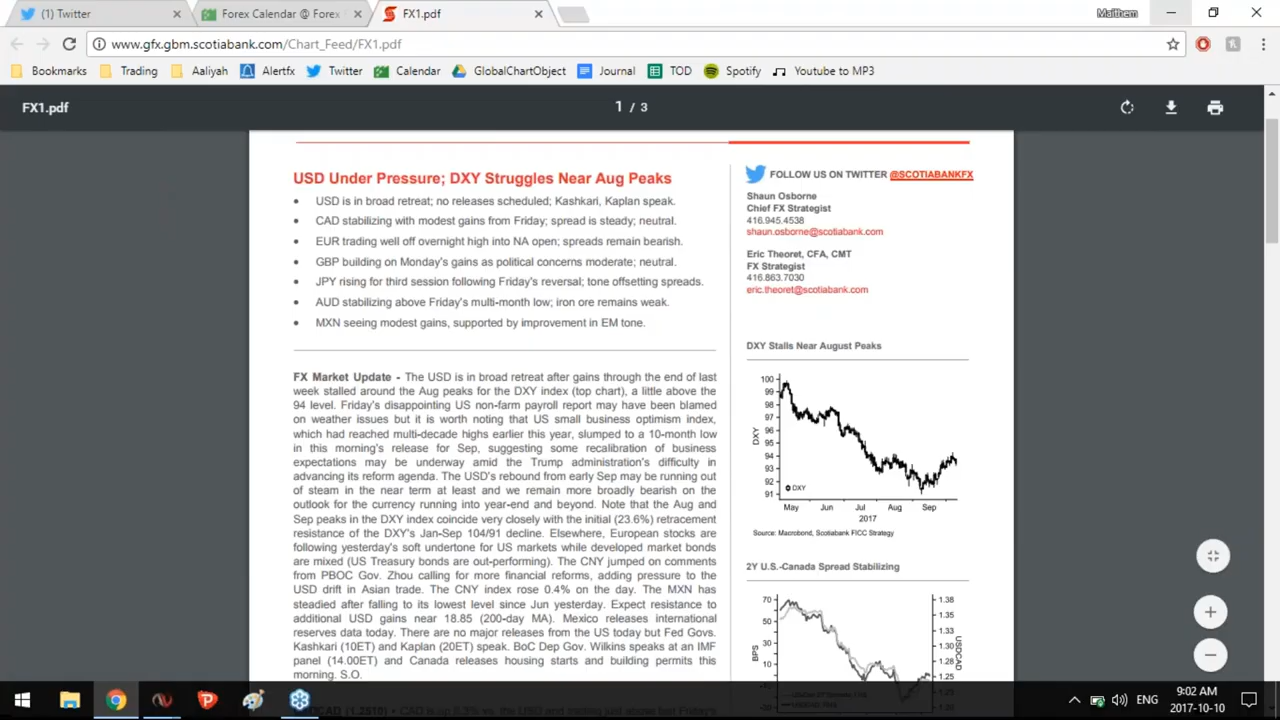 (1) Twitter
Forex Calendar @ Forex
FX1.pdf
Maithem
www.gfx.gbm.scotiabank.com/Chart_Feed/FX1.pdf
Bookmarks Trading Aaliyah Alertfx Twitter Calendar GlobalChartObject Journal TOD Spotify Youtube to MP3
FX1.pdf
1 / 3
USD Under Pressure; DXY Struggles Near Aug Peaks
• USD is in broad retreat; no releases scheduled; Kashkari, Kaplan speak.
• CAD stabilizing with modest gains from Friday; spread is steady; neutral.
• EUR trading well off overnight high into NA open; spreads remain bearish.
• GBP building on Monday's gains as political concerns moderate; neutral.
• JPY rising for third session following Friday's reversal; tone offsetting spreads.
• AUD stabilizing above Friday's multi-month low; iron ore remains weak.
• MXN seeing modest gains, supported by improvement in EM tone.
FX Market Update - The USD is in broad retreat after gains through the end of last
week stalled around the Aug peaks for the DXY index (top chart), a little above the
94 level. Friday's disappointing US non-farm payroll report may have been blamed
on weather issues but it is worth noting that US small business optimism index,
which had reached multi-decade highs earlier this year, slumped to a 10-month low
in this morning's release for Sep, suggesting some recalibration of business
expectations may be underway amid the Trump administration's difficulty in
advancing its reform agenda. The USD's rebound from early Sep may be running out
of steam in the near term at least and we remain more broadly bearish on the
outlook for the currency running into year-end and beyond. Note that the Aug and
Sep peaks in the DXY index coincide very closely with the initial (23.6%) retracement
resistance of the DXY's Jan-Sep 104/91 decline. Elsewhere, European stocks are
following yesterday's soft undertone for US markets while developed market bonds
are mixed (US Treasury bonds are out-performing). The CNY jumped on comments
from PBOC Gov. Zhou calling for more financial reforms, adding pressure to the
USD drift in Asian trade. The CNY index rose 0.4% on the day. The MXN has
steadied after falling to its lowest level since Jun yesterday. Expect resistance to
additional USD gains near 18.85 (200-day MA). Mexico releases international
reserves data today. There are no major releases from the US today but Fed Govs.
Kashkari (10ET) and Kaplan (20ET) speak. BoC Dep Gov. Wilkins speaks at an IMF
panel (14.00ET) and Canada releases housing starts and building permits this
morning. S.O.
FOLLOW US ON TWITTER @SCOTIABANKFX
Shaun Osborne
Chief FX Strategist
416.945.4538
shaun.osborne@scotiabank.com
Eric Theoret, CFA, CMT
FX Strategist
416.863.7030
eric.theoret@scotiabank.com
DXY Stalls Near August Peaks
100
99
98
97
96
95
94
93
92
91
DXY
DXY
May Jun Jul Aug Sep
2017
Source: Macrobond, Scotiabank FICC Strategy
2Y U.S.-Canada Spread Stabilizing
70
50
30
10
BPS
1.38
1.35
1.33
1.30
1.28
1.25
USDCAD
ENG
9:02 AM
2017-10-10